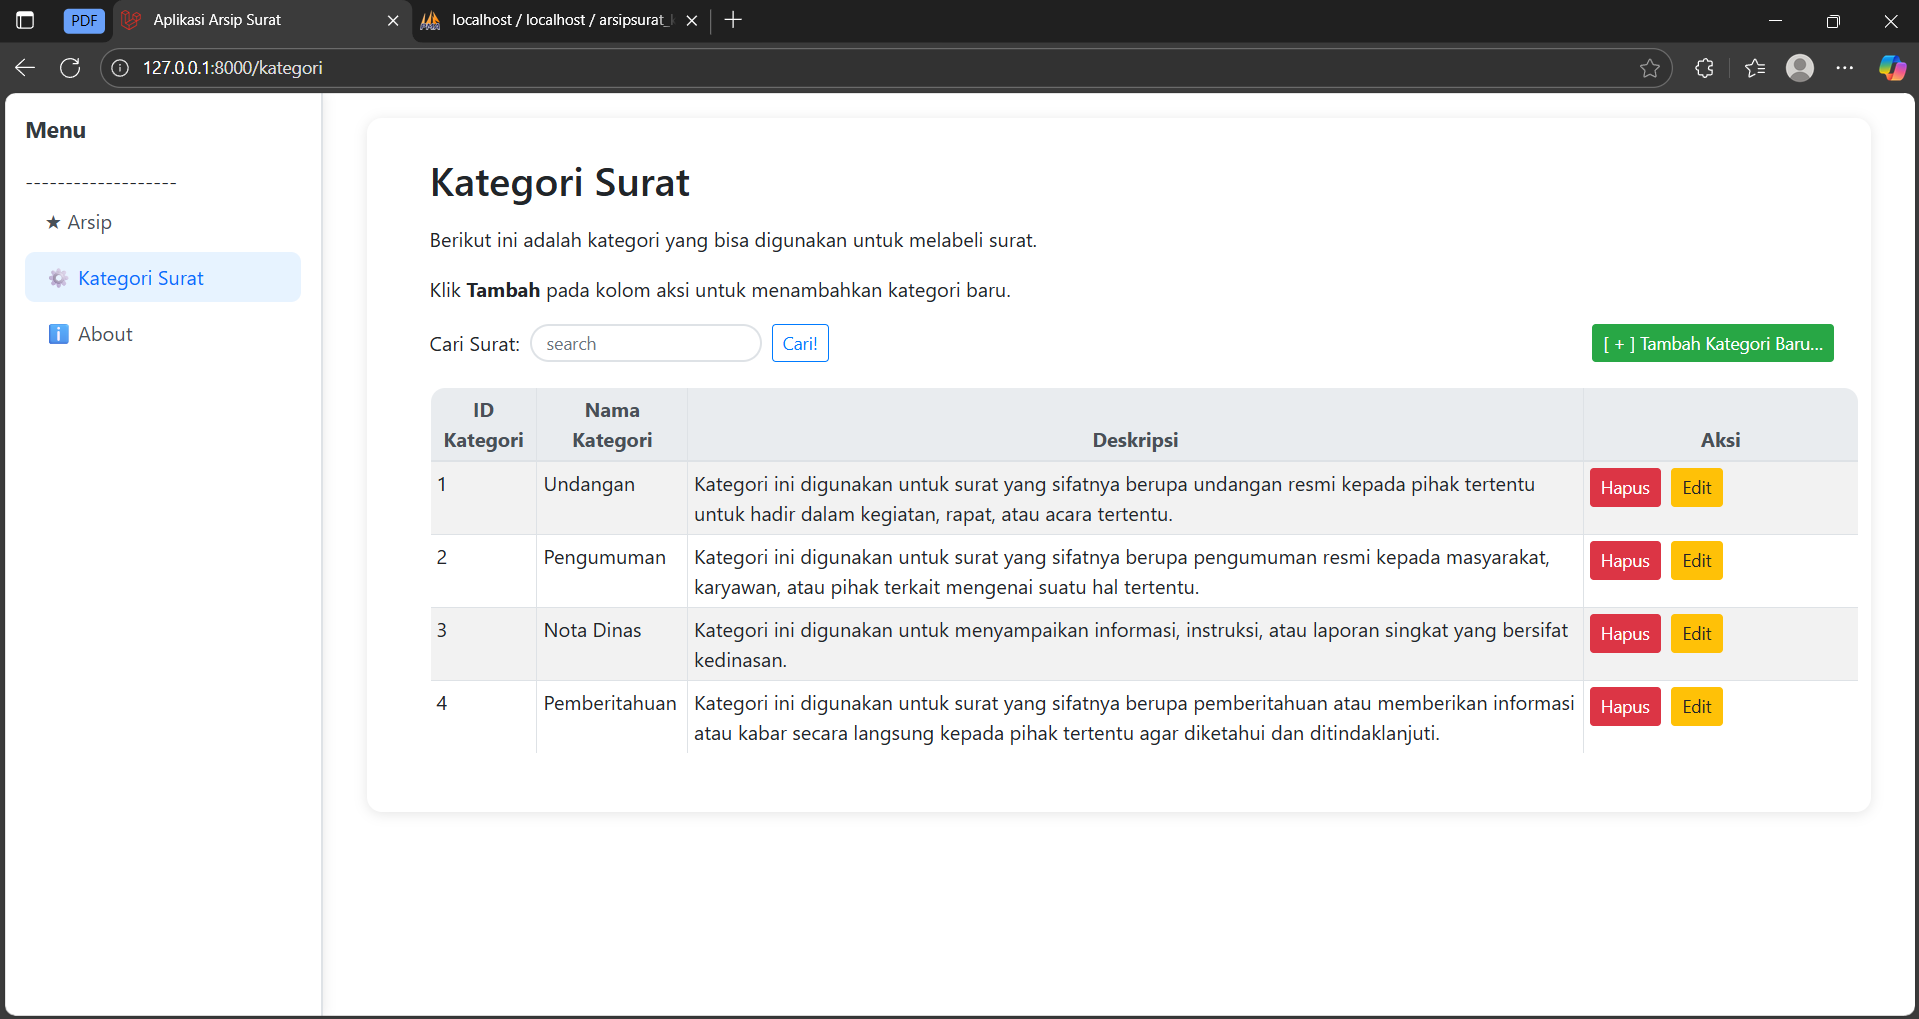 PDF
Aplikasi Arsip Surat
localhost / localhost / arsipsurat_
127.0.0.1:8000/kategori
Menu
-------------------
★ Arsip
Kategori Surat
About
Kategori Surat
Berikut ini adalah kategori yang bisa digunakan untuk melabeli surat.
Klik Tambah pada kolom aksi untuk menambahkan kategori baru.
Cari Surat:
search
Cari!
[ + ] Tambah Kategori Baru...
ID Kategori
Nama Kategori
Deskripsi
Aksi
1
Undangan
Kategori ini digunakan untuk surat yang sifatnya berupa undangan resmi kepada pihak tertentu
untuk hadir dalam kegiatan, rapat, atau acara tertentu.
Hapus
Edit
2
Pengumuman
Kategori ini digunakan untuk surat yang sifatnya berupa pengumuman resmi kepada masyarakat,
karyawan, atau pihak terkait mengenai suatu hal tertentu.
Hapus
Edit
3
Nota Dinas
Kategori ini digunakan untuk menyampaikan informasi, instruksi, atau laporan singkat yang bersifat
kedinasan.
Hapus
Edit
4
Pemberitahuan
Kategori ini digunakan untuk surat yang sifatnya berupa pemberitahuan atau memberikan informasi
atau kabar secara langsung kepada pihak tertentu agar diketahui dan ditindaklanjuti.
Hapus
Edit